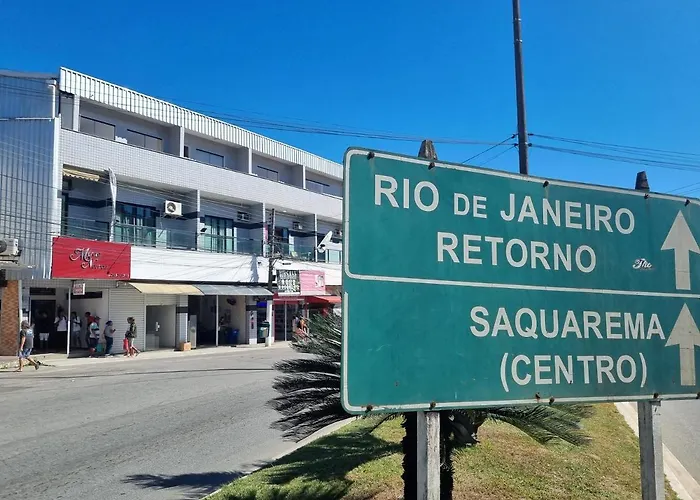 RIO DE JANEIRO
RETORNO
SAQUAREMA
(CENTRO)